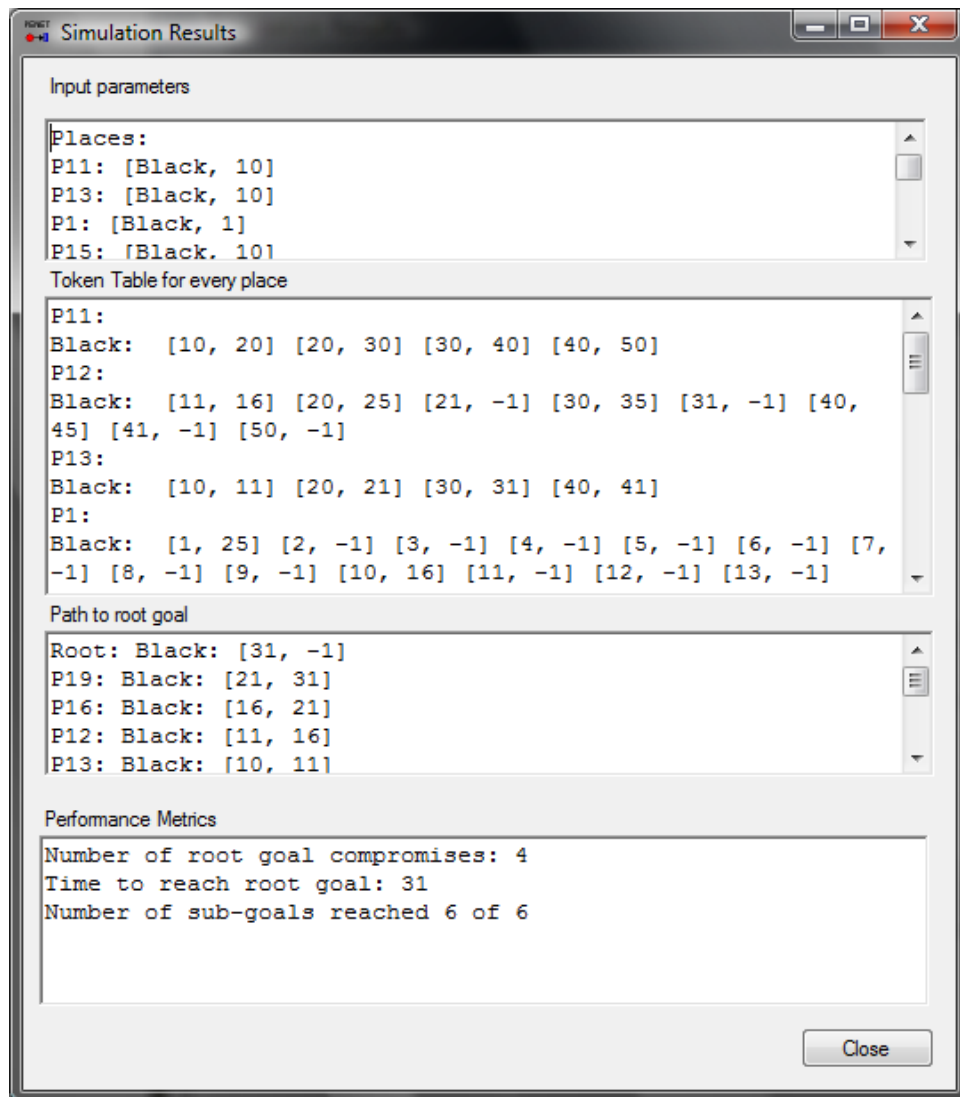 Simulation Results
Input parameters
Places:
P11: [Black, 10]
P13: [Black, 10]
P1: [Black, 1]
P15: [Black, 10]
Token Table for every place
P11:
Black:  [10, 20] [20, 30] [30, 40] [40, 50]
P12:
Black:  [11, 16] [20, 25] [21, -1] [30, 35] [31, -1] [40,
45] [41, -1] [50, -1]
P13:
Black:  [10, 11] [20, 21] [30, 31] [40, 41]
P1:
Black:  [1, 25] [2, -1] [3, -1] [4, -1] [5, -1] [6, -1] [7,
-1] [8, -1] [9, -1] [10, 16] [11, -1] [12, -1] [13, -1]
Path to root goal
Root: Black: [31, -1]
P19: Black: [21, 31]
P16: Black: [16, 21]
P12: Black: [11, 16]
P13: Black: [10, 11]
Performance Metrics
Number of root goal compromises: 4
Time to reach root goal: 31
Number of sub-goals reached 6 of 6
Close